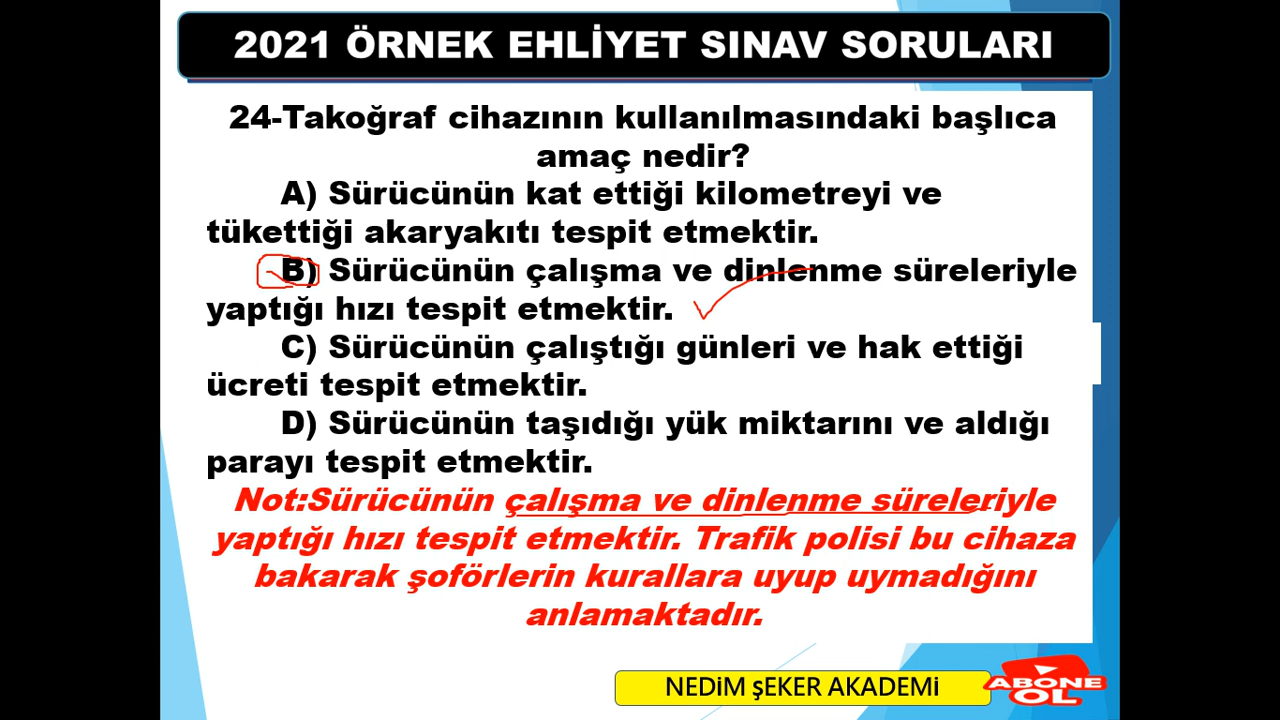 2021 ÖRNEK EHLİYET SINAV SORULARI
24-Takoğraf cihazının kullanılmasındaki başlıca
amaç nedir?
A) Sürücünün kat ettiği kilometreyi ve
tükettiği akaryakıtı tespit etmektir.
B) Sürücünün çalışma ve dinlenme süreleriyle
yaptığı hızı tespit etmektir.
C) Sürücünün çalıştığı günleri ve hak ettiği
ücreti tespit etmektir.
D) Sürücünün taşıdığı yük miktarını ve aldığı
parayı tespit etmektir.
Not:Sürücünün çalışma ve dinlenme süreleriyle
yaptığı hızı tespit etmektir. Trafik polisi bu cihaza
bakarak şoförlerin kurallara uyup uymadığını
anlamaktadır.
NEDiM ŞEKER AKADEMi
ABONE
OL